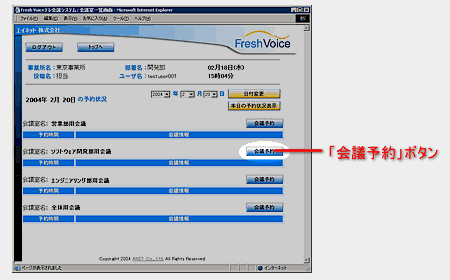 Fresh Voiceテレビ会議システム：会議室一覧画面 - Microsoft Internet Explorer
ファイル(F) 編集(E) 表示(V) お気に入り(A) ツール(T) ヘルプ(H)
エイネット 株式会社
ログアウト トップへ
FreshVoice
事業所名：東京事業所 部署名：開発部 02月18日(水)
役職名：担当 ユーザ名：testuser001 15時04分
2004年 2月 20日 の予約状況
2004 年 2 月 20 日 日付変更
本日の予約状況表示
会議室名：営業部用会議 会議予約
予約時間 会議情報
会議室名：ソフトウェア開発部用会議 会議予約
予約時間 会議情報
会議室名：エンジニアリング部用会議 会議予約
予約時間 会議情報
会議室名：全体用会議 会議予約
予約時間 会議情報
Copyright 2004 ANET Co., Ltd All Rights Reserved
ページが表示されました インターネット
「会議予約」ボタン